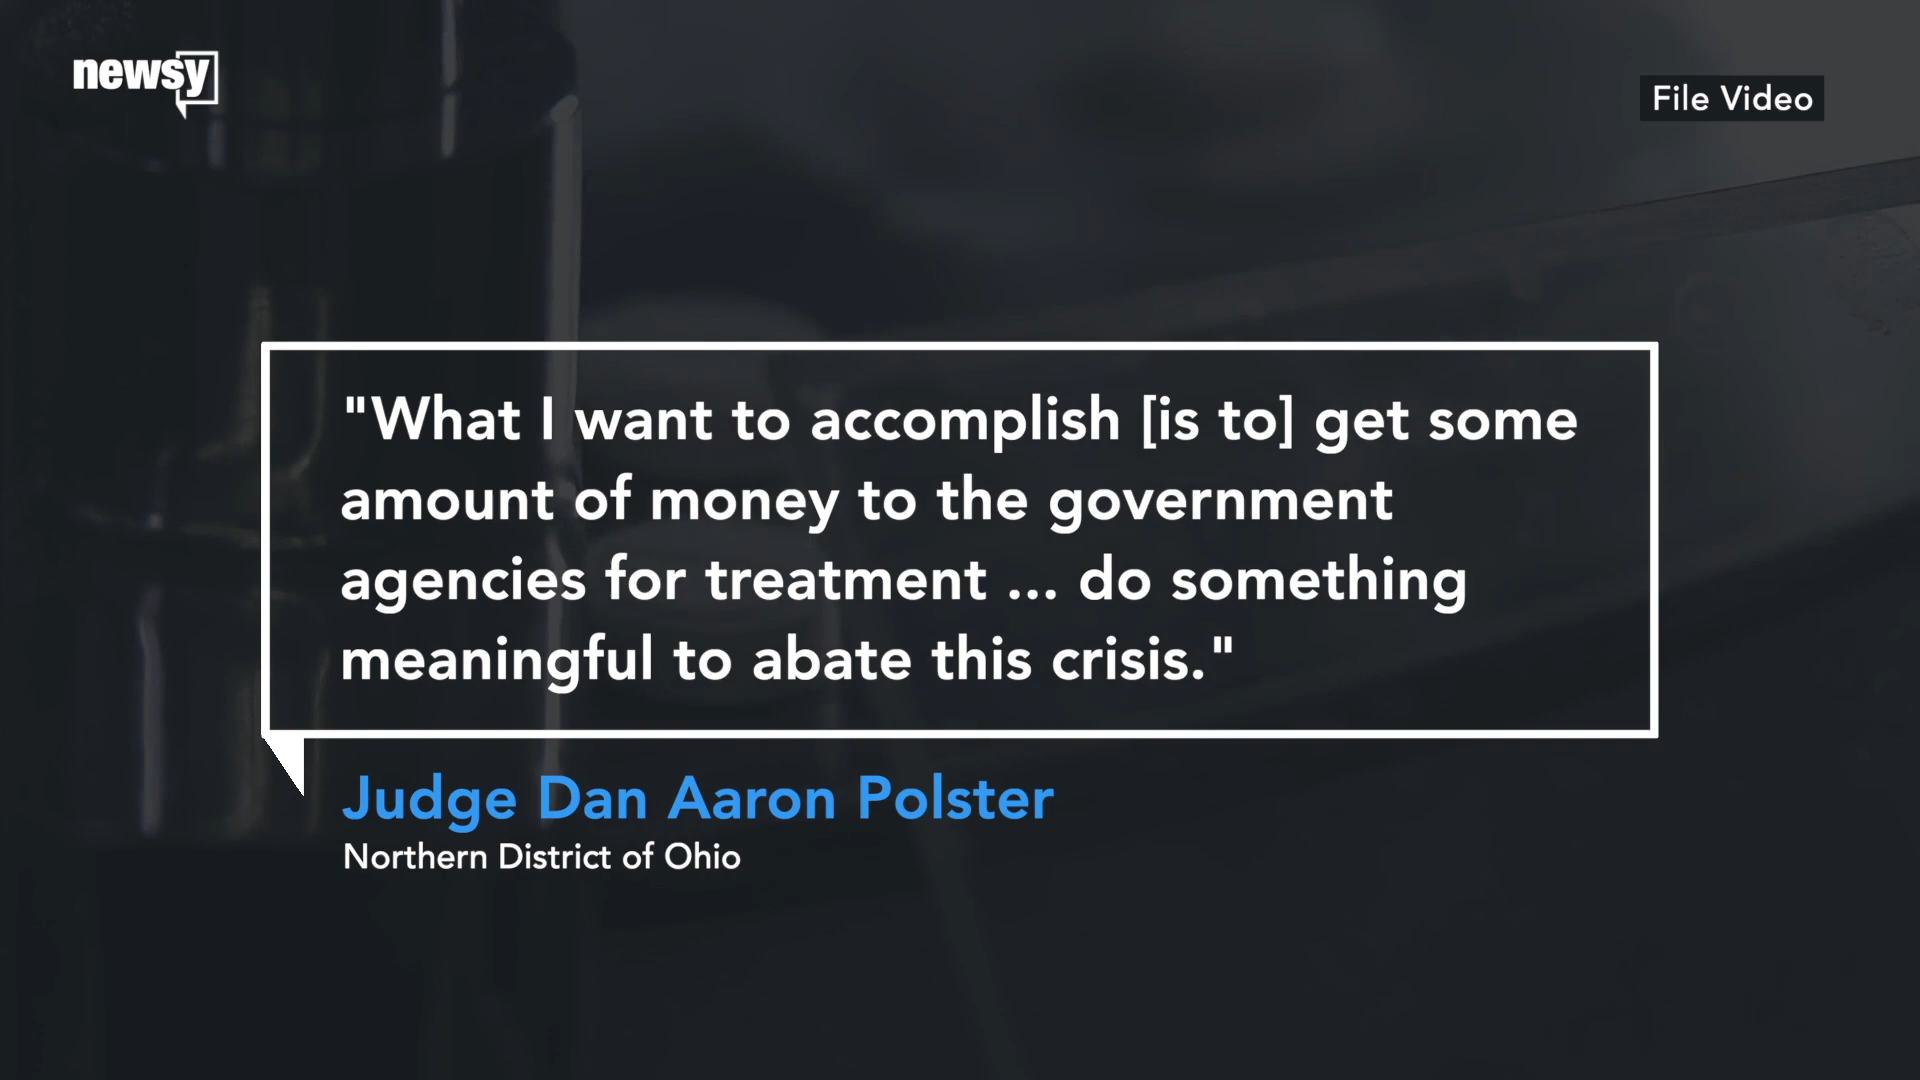 newsy
File Video
"What I want to accomplish [is to] get some
amount of money to the government
agencies for treatment ... do something
meaningful to abate this crisis."
Judge Dan Aaron Polster
Northern District of Ohio